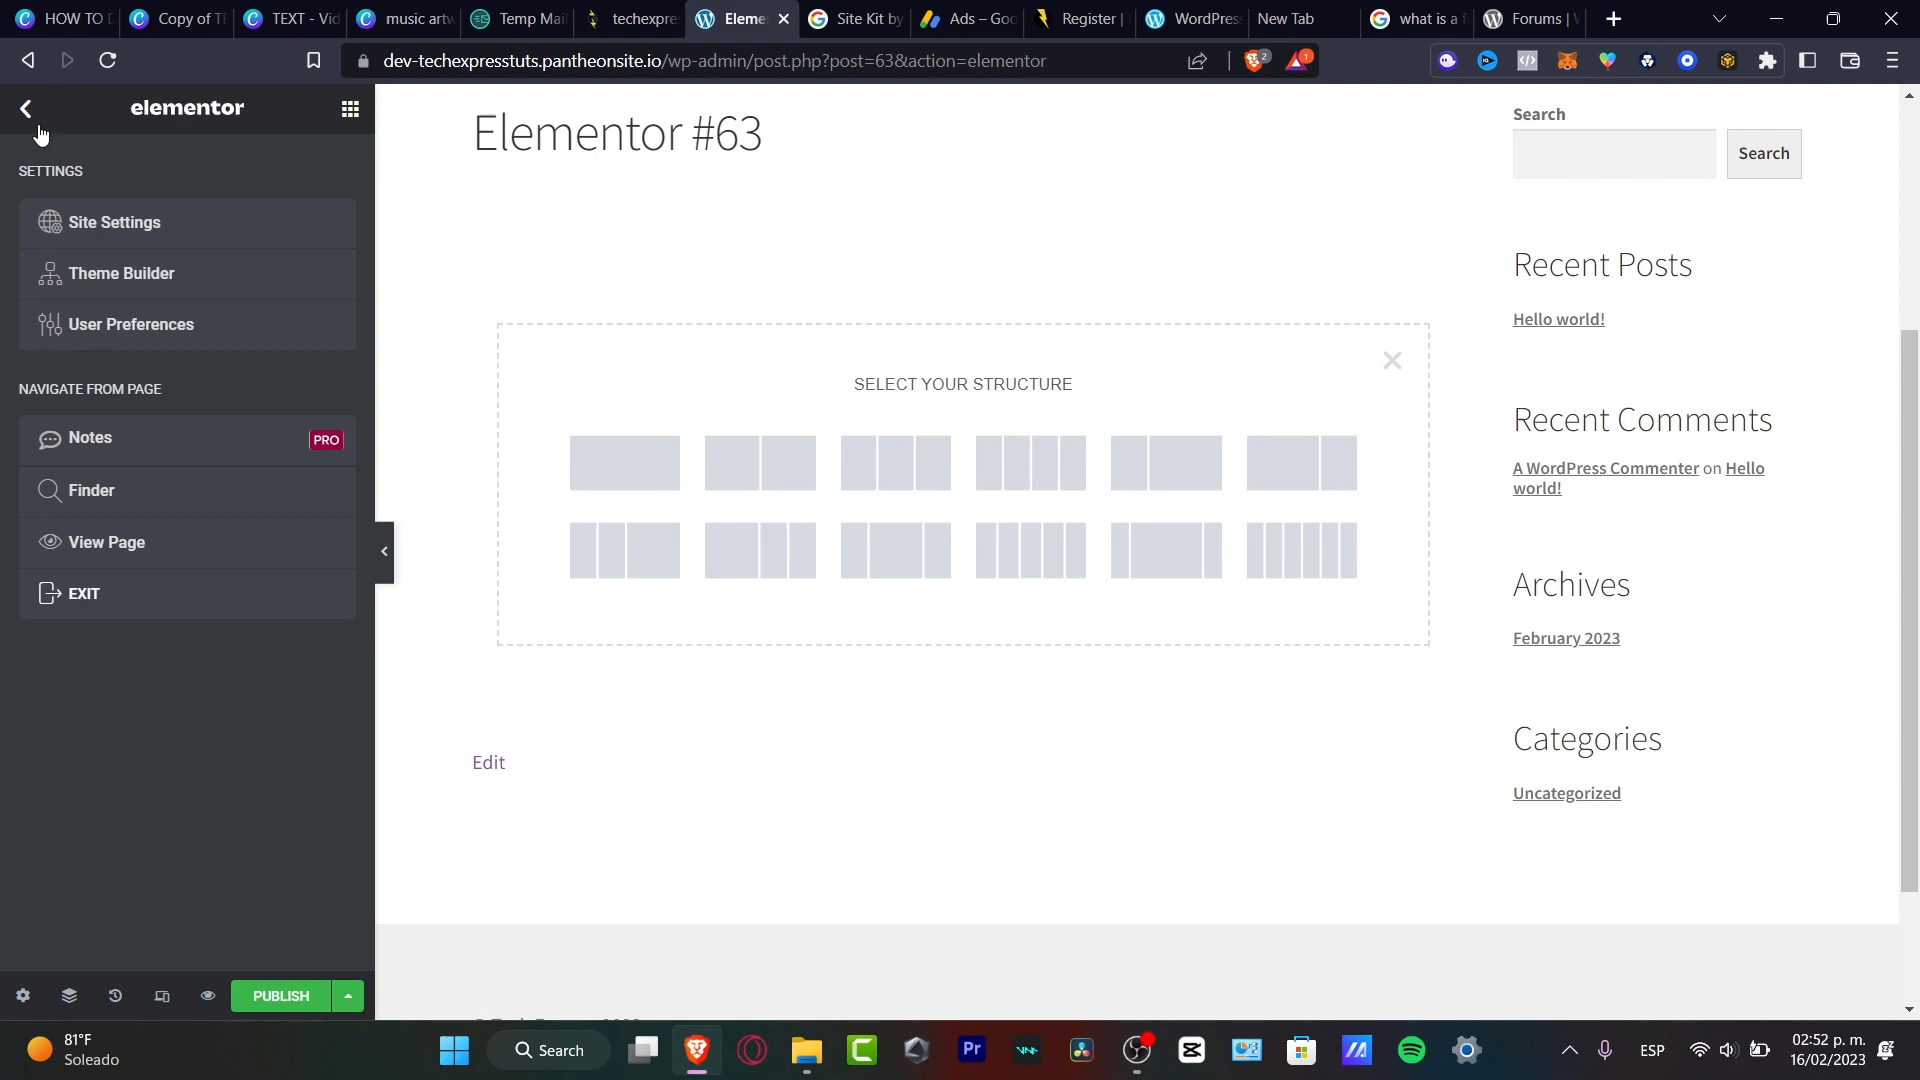 HOW TO
Copy of T
TEXT - Vid
music artw
Temp Mai
techexpre
Eleme
Site Kit by
Ads – Goo
Register |
WordPres
New Tab
what is a f
Forums |
dev-techexpresstuts.pantheonsite.io/wp-admin/post.php?post=63&action=elementor
2
1
elementor
SETTINGS
Site Settings
Theme Builder
User Preferences
NAVIGATE FROM PAGE
Notes
PRO
Finder
View Page
EXIT
PUBLISH
Elementor #63
SELECT YOUR STRUCTURE
Edit
Search
Search
Recent Posts
Hello world!
Recent Comments
A WordPress Commenter on Hello
world!
Archives
February 2023
Categories
Uncategorized
81°F
Soleado
Search
Pr
ESP
02:52 p. m.
16/02/2023